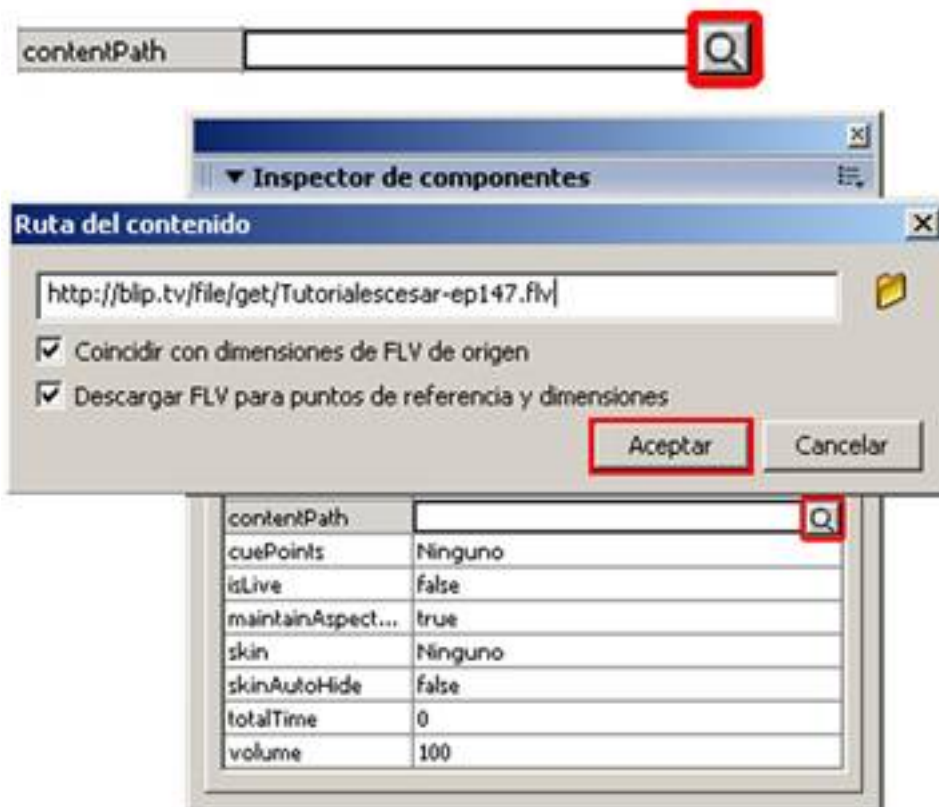 contentPath
Inspector de componentes
Ruta del contenido
http://blip.tv/file/get/Tutorialescesar-ep147.flv
Coincidir con dimensiones de FLV de origen
Descargar FLV para puntos de referencia y dimensiones
Aceptar Cancelar
contentPath
cuePoints Ninguno
isLive false
maintainAspect... true
skin Ninguno
skinAutoHide false
totalTime 0
volume 100